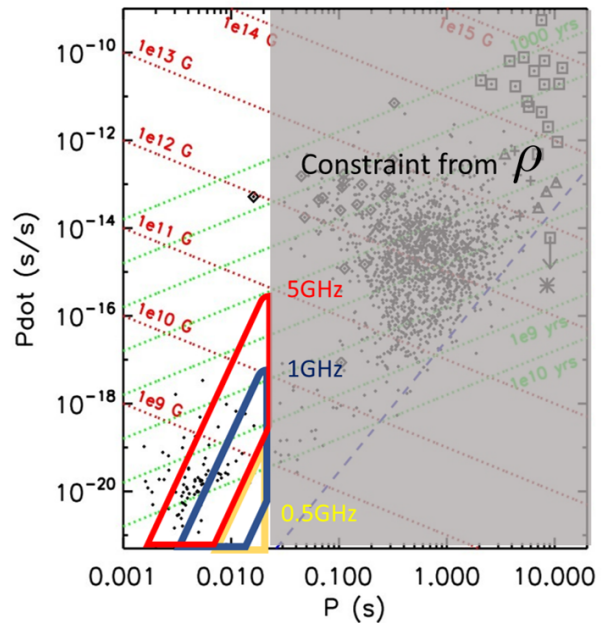 1e14 G
1e15 G
1000 yrs
10⁻¹⁰
1e13 G
10⁻¹²
1e12 G
Constraint from ρ
10⁻¹⁴
1e11 G
5GHz
Pdot (s/s)
10⁻¹⁶
1e10 G
1e9 yrs
1GHz
1e10 yrs
10⁻¹⁸
1e9 G
10⁻²⁰
0.5GHz
0.001
0.010
0.100
1.000
10.000
P (s)